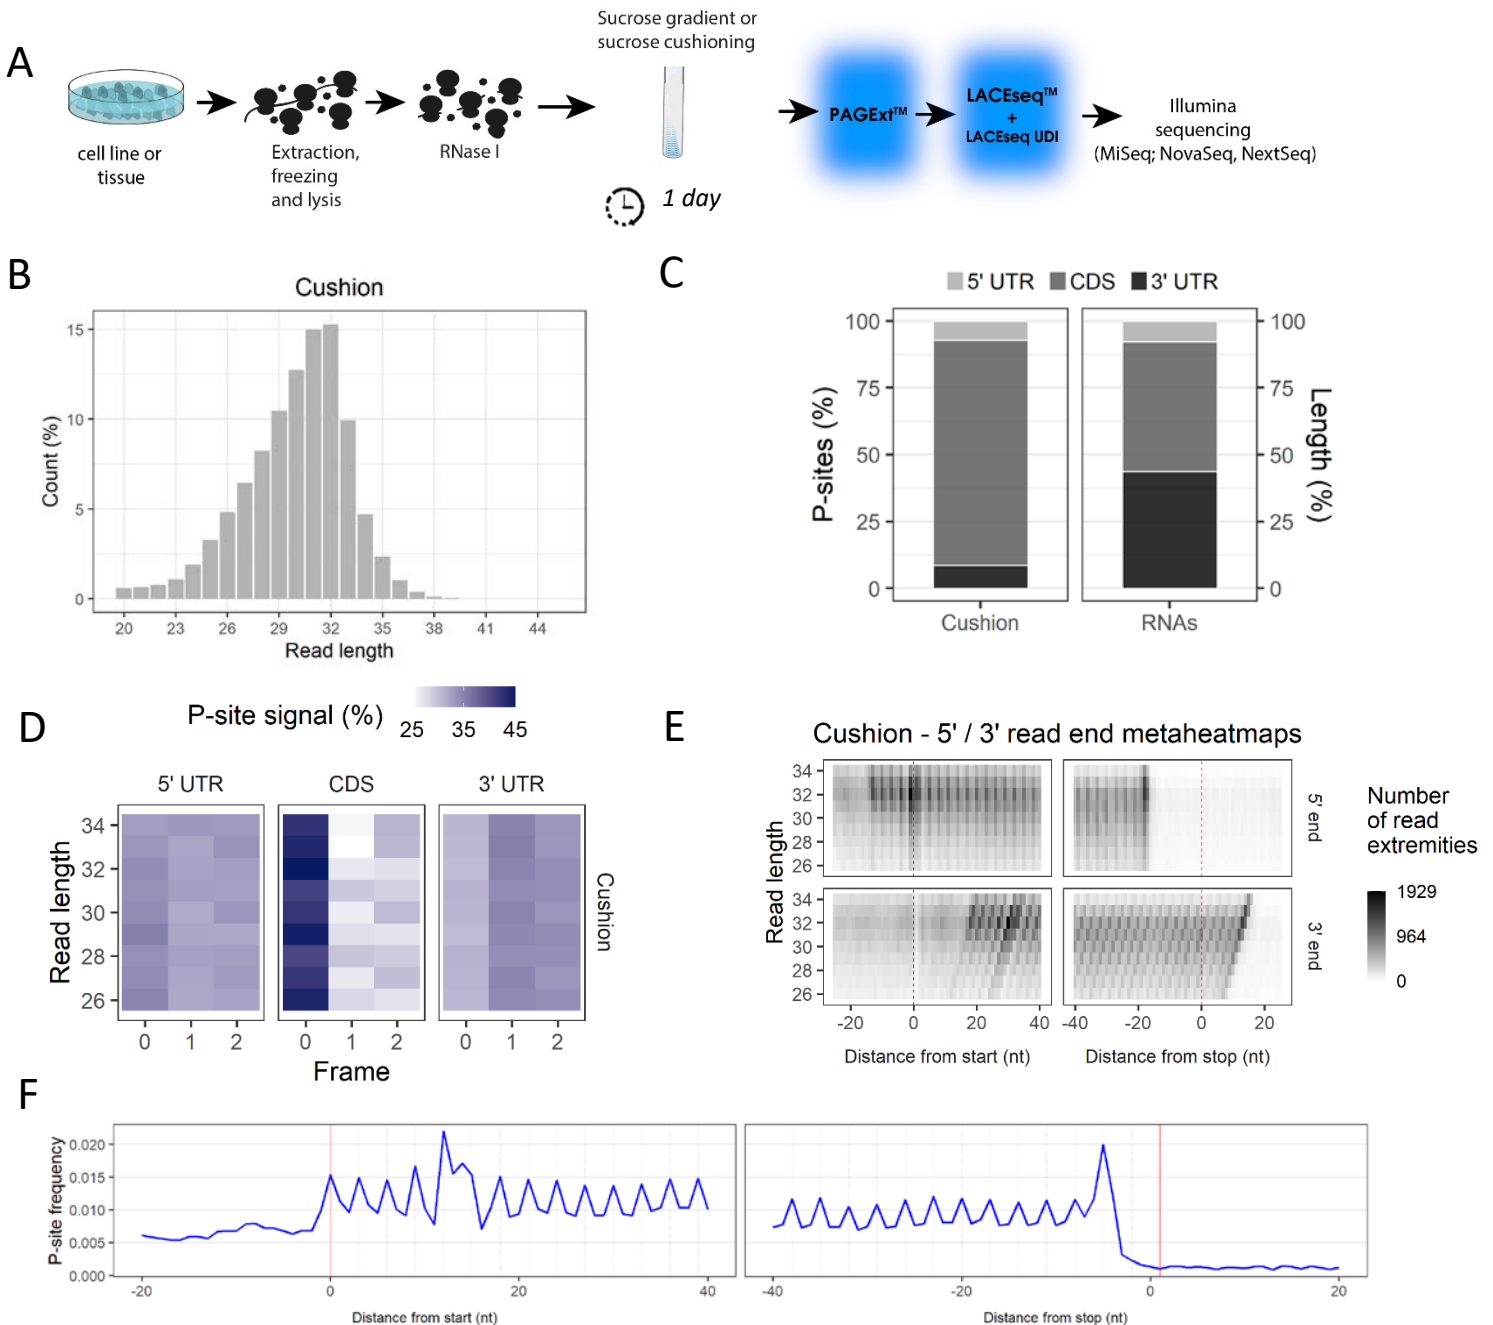 A
cell line or
tissue
Extraction,
freezing
and lysis
RNase I
Sucrose gradient or
sucrose cushioning
1 day
PAGExt™
LACEseq™
+
LACEseq UDI
Illumina
sequencing
(MiSeq; NovaSeq, NextSeq)
B
Cushion
Count (%)
15
10
5
0
20 23 26 29 32 35 38 41 44
Read length
C
5' UTR CDS 3' UTR
P-sites (%)
100
75
50
25
0
100
75
50
25
0
Length (%)
Cushion RNAs
D
P-site signal (%)
25 35 45
5' UTR CDS 3' UTR
Read length
34
32
30
28
26
Cushion
0 1 2 0 1 2 0 1 2
Frame
E
Cushion - 5' / 3' read end metaheatmaps
Read length
34
32
30
28
26
5' end
34
32
30
28
26
3' end
-20 0 20 40 -40 -20 0 20
Distance from start (nt) Distance from stop (nt)
Number
of read
extremities
1929
964
0
F
P-site frequency
0.020
0.015
0.010
0.005
0.000
-20 0 20 40 -40 -20 0 20
Distance from start (nt) Distance from stop (nt)